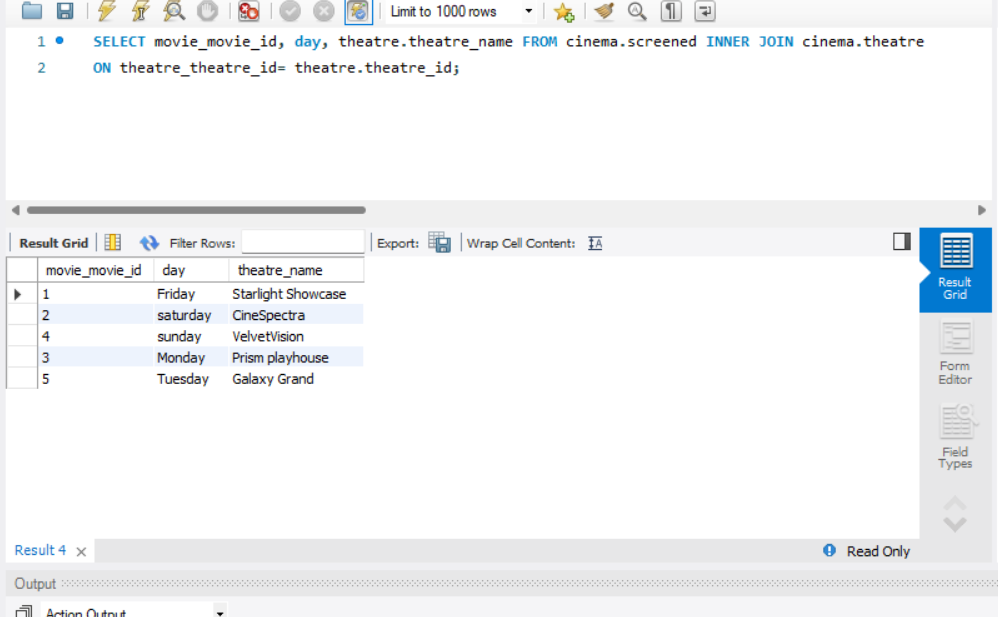 Limit to 1000 rows
1 SELECT movie_movie_id, day, theatre.theatre_name FROM cinema.screened INNER JOIN cinema.theatre
2 ON theatre_theatre_id= theatre.theatre_id;
Result Grid Filter Rows: Export: Wrap Cell Content: IA
movie_movie_id day theatre_name
1 Friday Starlight Showcase
2 saturday CineSpectra
4 sunday VelvetVision
3 Monday Prism playhouse
5 Tuesday Galaxy Grand
Result
Grid
Form
Editor
Field
Types
Result 4 Read Only
Output
Action Output